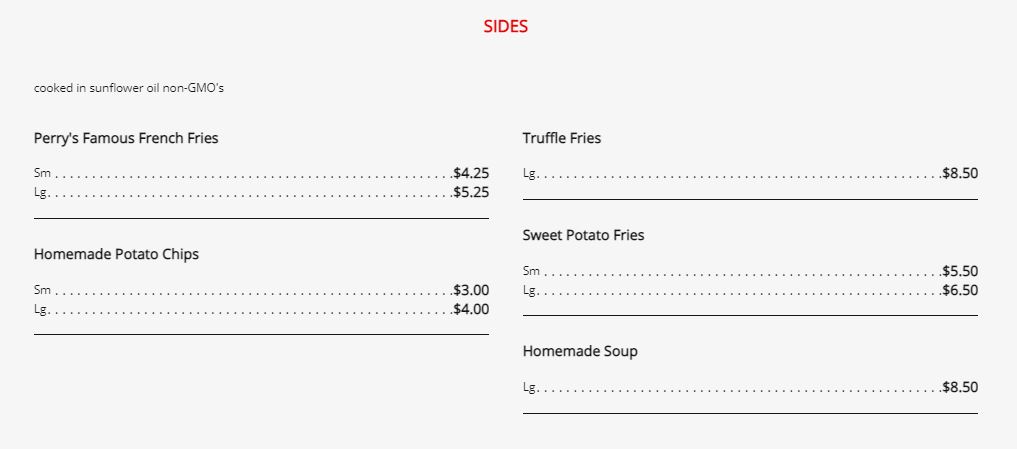 SIDES
cooked in sunflower oil non-GMO's
Perry's Famous French Fries
Sm . . . . . . . . . . . . . . . . . . . . . . . . . . . . . . $4.25
Lg. . . . . . . . . . . . . . . . . . . . . . . . . . . . . . . $5.25
Homemade Potato Chips
Sm . . . . . . . . . . . . . . . . . . . . . . . . . . . . . . $3.00
Lg. . . . . . . . . . . . . . . . . . . . . . . . . . . . . . . $4.00
Truffle Fries
Lg. . . . . . . . . . . . . . . . . . . . . . . . . . . . . . . $8.50
Sweet Potato Fries
Sm . . . . . . . . . . . . . . . . . . . . . . . . . . . . . . $5.50
Lg. . . . . . . . . . . . . . . . . . . . . . . . . . . . . . . $6.50
Homemade Soup
Lg. . . . . . . . . . . . . . . . . . . . . . . . . . . . . . . $8.50